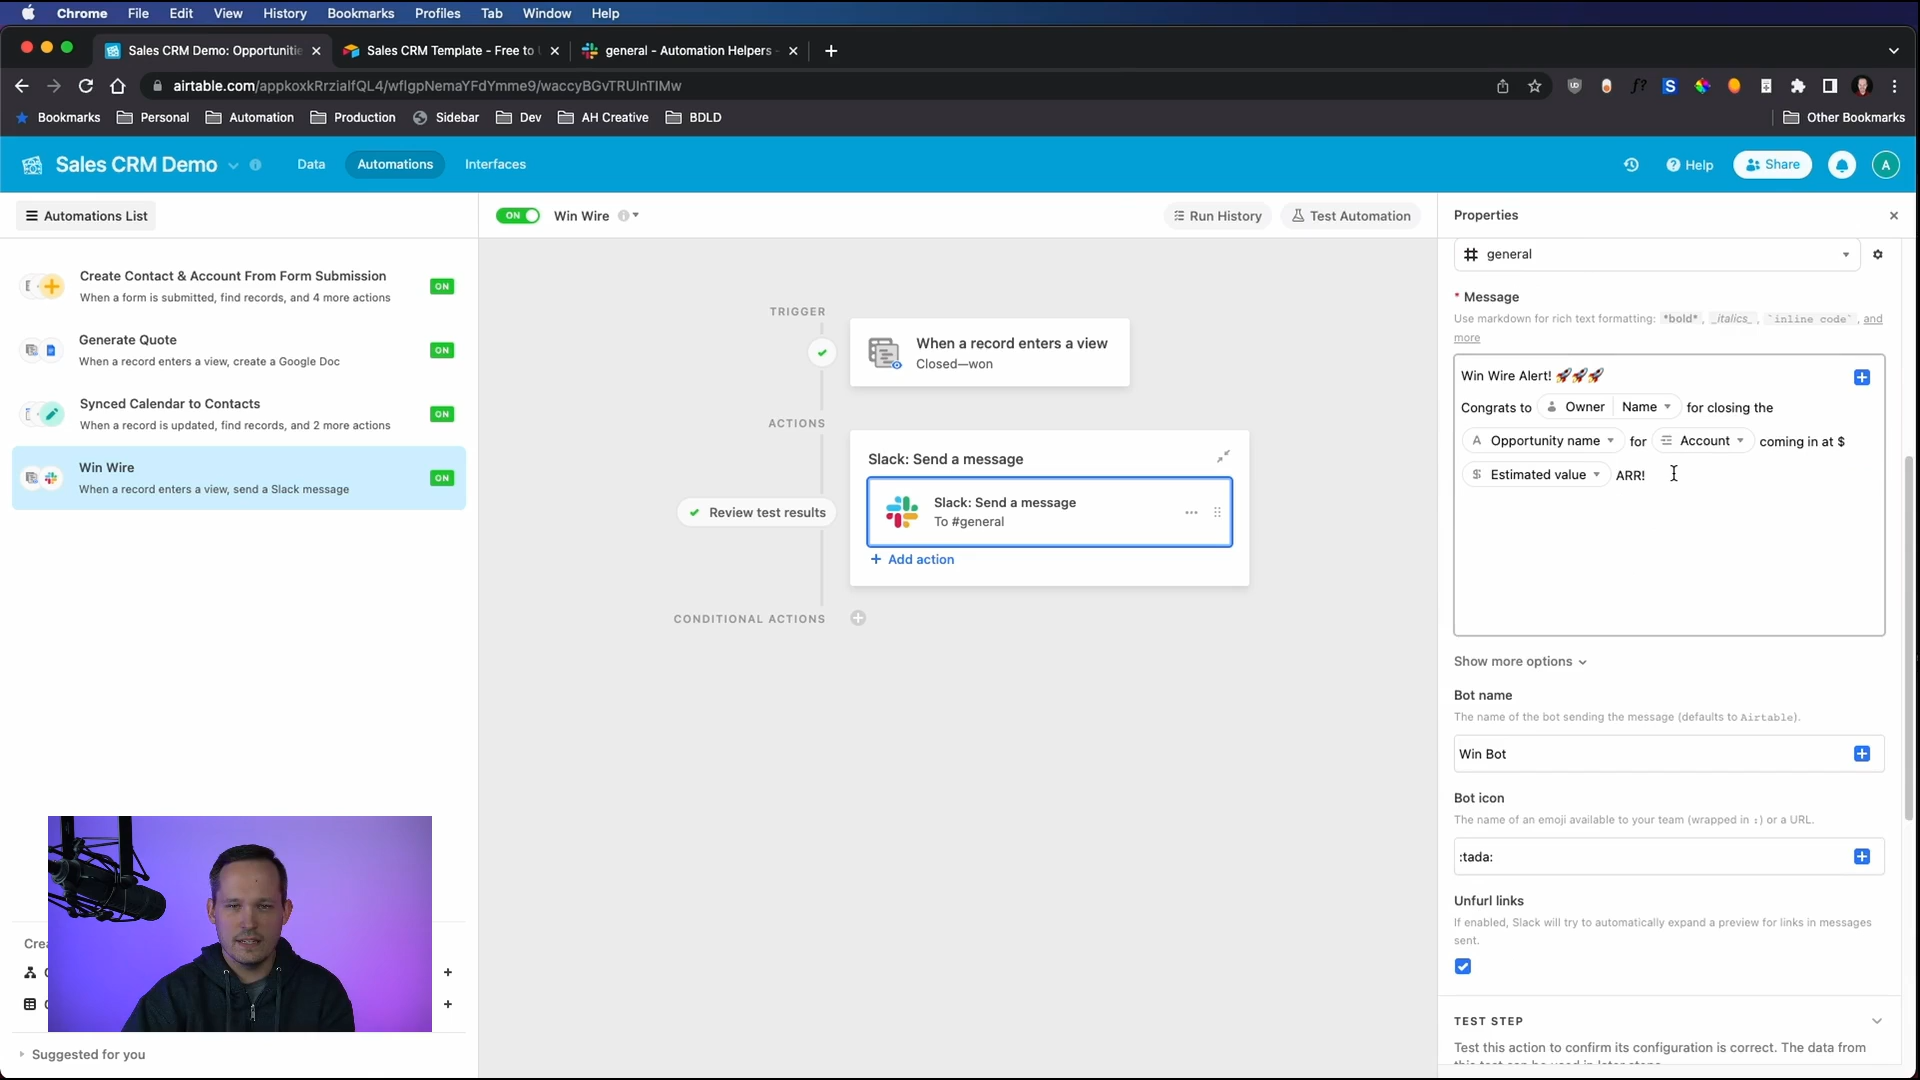 Chrome File Edit View History Bookmarks Profiles Tab Window Help
Sales CRM Demo: Opportunitie
Sales CRM Template - Free to
general - Automation Helpers
airtable.com/appkoxkRrzialfQL4/wflgpNemaYFdYmme9/waccyBGvTRUInTIMw
Bookmarks Personal Automation Production Sidebar Dev AH Creative BDLD Other Bookmarks
Sales CRM Demo Data Automations Interfaces Help Share A
Automations List
ON Win Wire Run History Test Automation
Properties
Create Contact & Account From Form Submission
When a form is submitted, find records, and 4 more actions
ON
Generate Quote
When a record enters a view, create a Google Doc
ON
Synced Calendar to Contacts
When a record is updated, find records, and 2 more actions
ON
Win Wire
When a record enters a view, send a Slack message
ON
Suggested for you
TRIGGER
When a record enters a view
Closed—won
ACTIONS
Slack: Send a message
Review test results
Slack: Send a message
To #general
+ Add action
CONDITIONAL ACTIONS
# general
* Message
Use markdown for rich text formatting: *bold*, _italics_, `inline code`, and
more
Win Wire Alert! 🚀🚀🚀
Congrats to Owner Name for closing the
A Opportunity name for Account coming in at $
$ Estimated value ARR!
Show more options
Bot name
The name of the bot sending the message (defaults to Airtable).
Win Bot
Bot icon
The name of an emoji available to your team (wrapped in :) or a URL.
:tada:
Unfurl links
If enabled, Slack will try to automatically expand a preview for links in messages
sent.
TEST STEP
Test this action to confirm its configuration is correct. The data from